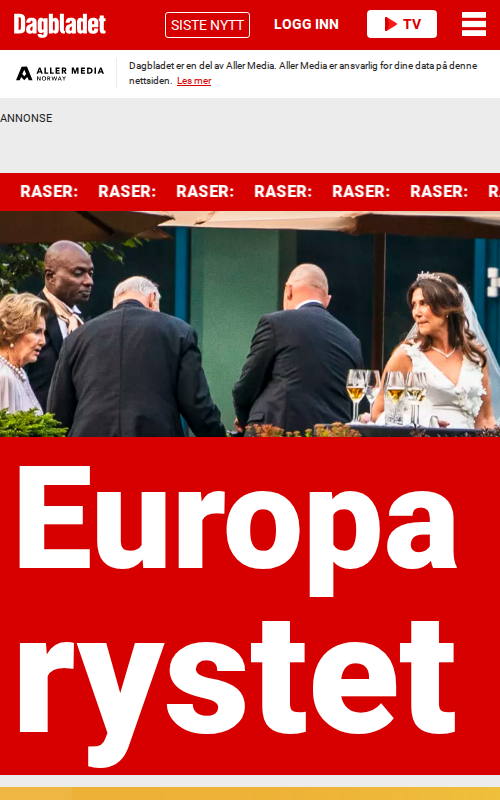 Dagbladet
SISTE NYTT
LOGG INN
TV
ALLER MEDIA
NORWAY
Dagbladet er en del av Aller Media. Aller Media er ansvarlig for dine data på denne
nettsiden. Les mer
ANNONSE
RASER: RASER: RASER: RASER: RASER: RASER: R
Europa
rystet